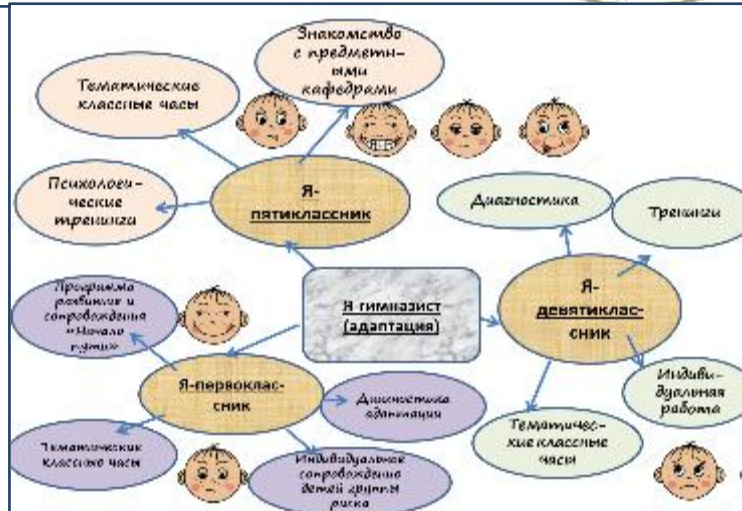 Знакомство
с предметн-
ыми
кафедрами
Тематические
классные часы
Психологи-
ческие
тренинги
Я-
пятиклассник
Диагностика
Тренинги
Программа
развития и
сопровождения
«Начало
пути»
Я-гимназист
(адаптация)
Я-
девятиклас-
сник
Я-первоклас-
сник
Диагностика
адаптации
Индиви-
дуальная
работа
Тематичес-
кие классные
часы
Тематические
классные часы
Индивидуальное
сопровождение
детей группы
риска